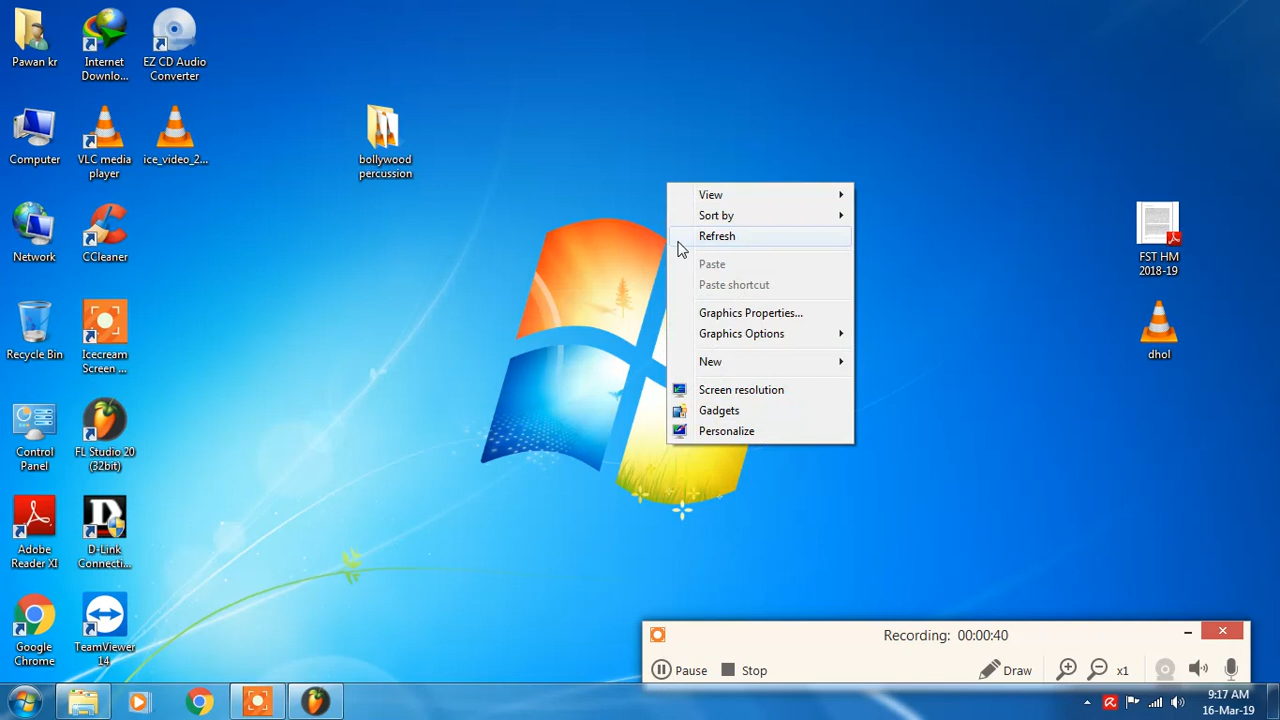 Pawan kr
Internet
Downlo...
EZ CD Audio
Converter
Computer
VLC media
player
ice_video_2...
bollywood
percussion
Network
CCleaner
Recycle Bin
Icecream
Screen ...
Control
Panel
FL Studio 20
(32bit)
Adobe
Reader XI
D-Link
Connecti...
Google
Chrome
TeamViewer
14
View
Sort by
Refresh
Paste
Paste shortcut
Graphics Properties...
Graphics Options
New
Screen resolution
Gadgets
Personalize
FST HM
2018-19
dhol
Recording: 00:00:40
Pause
Stop
Draw
x1
9:17 AM
16-Mar-19